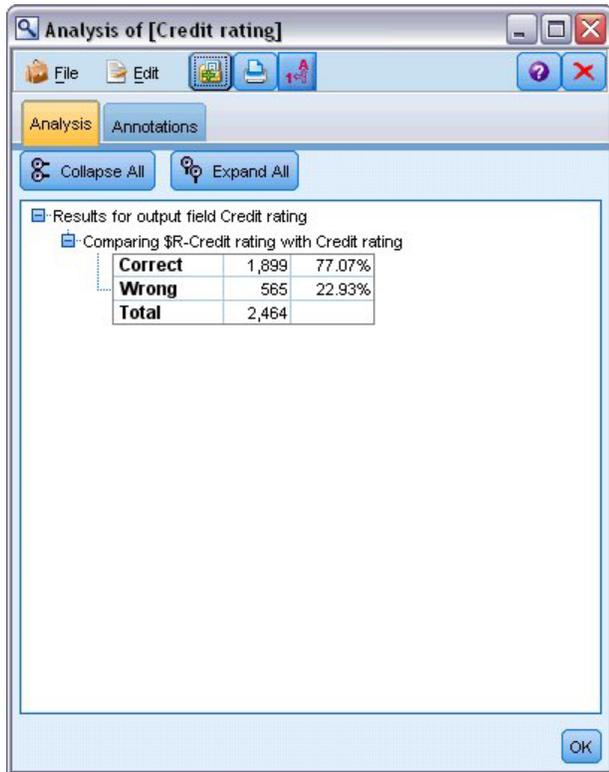 Analysis of [Credit rating]
File Edit
Analysis Annotations
Collapse All Expand All
Results for output field Credit rating
Comparing $R-Credit rating with Credit rating
Correct 1,899 77.07%
Wrong 565 22.93%
Total 2,464
OK